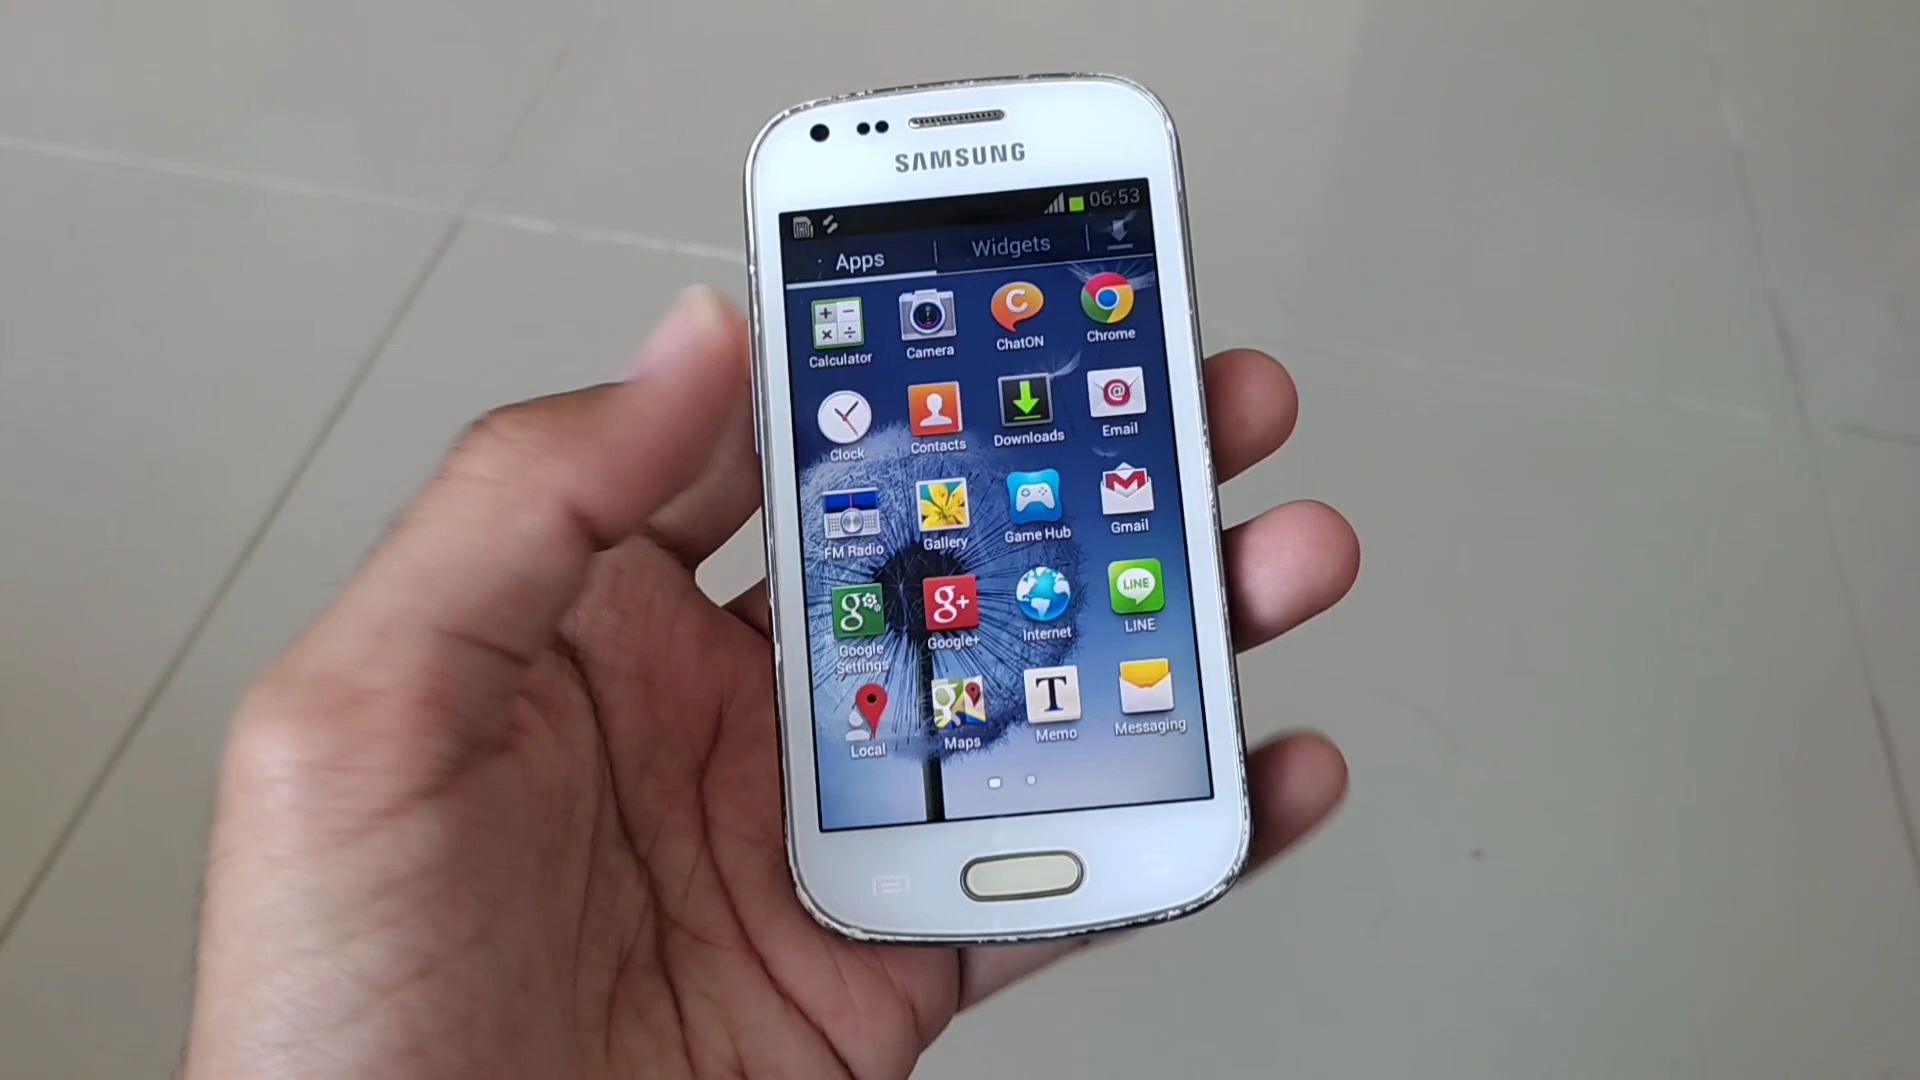 SAMSUNG
06:53
Apps
Widgets
Calculator
Camera
ChatON
Chrome
Clock
Contacts
Downloads
Email
FM Radio
Gallery
Game Hub
Gmail
Google Settings
Google+
Internet
LINE
LINE
Local
Maps
T
Memo
Messaging